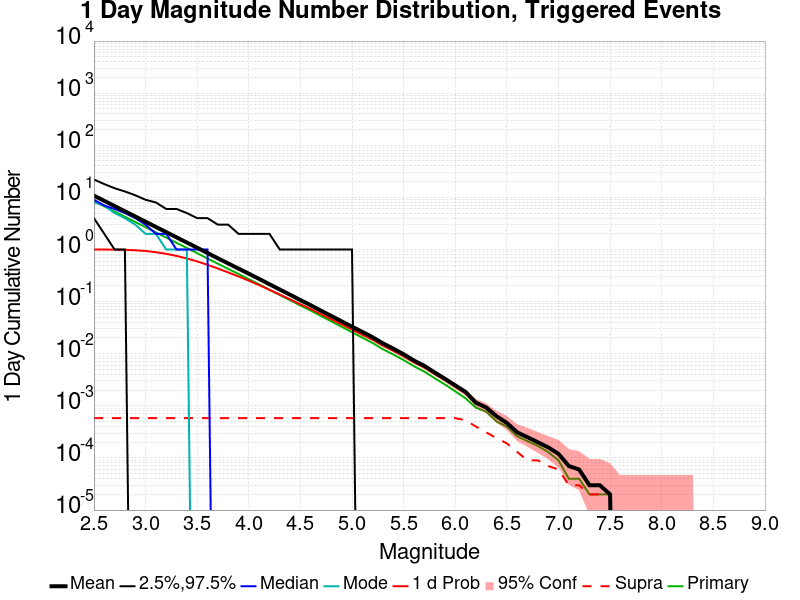 1 Day Magnitude Number Distribution, Triggered Events
10^4
10^3
10^2
10^1
10^0
10^-1
10^-2
10^-3
10^-4
10^-5
1 Day Cumulative Number
2.5 3.0 3.5 4.0 4.5 5.0 5.5 6.0 6.5 7.0 7.5 8.0 8.5 9.0
Magnitude
Mean 2.5%,97.5% Median Mode 1 d Prob 95% Conf Supra Primary